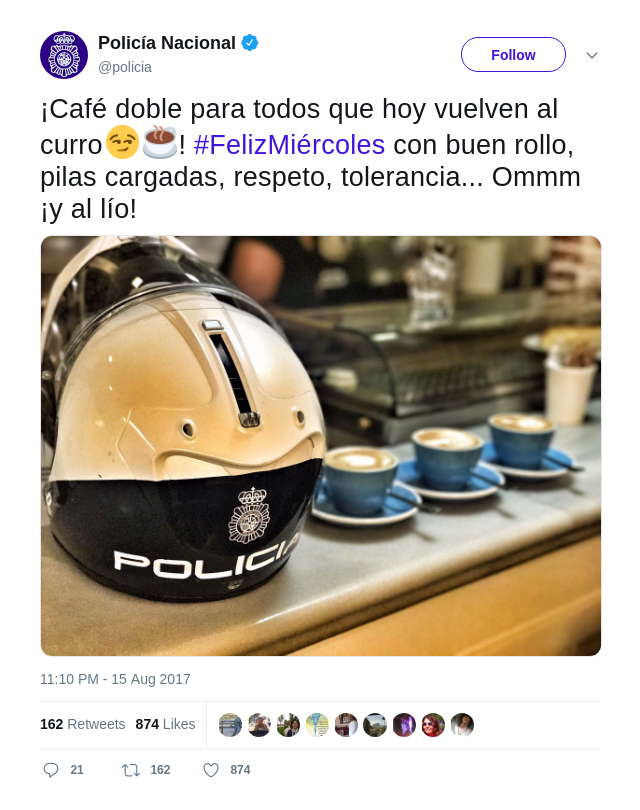 Policía Nacional
@policia
Follow
¡Café doble para todos que hoy vuelven al
curro😏☕! #FelizMiércoles con buen rollo,
pilas cargadas, respeto, tolerancia... Ommm
¡y al lío!
POLICIA
11:10 PM - 15 Aug 2017
162 Retweets 874 Likes
21 162 874